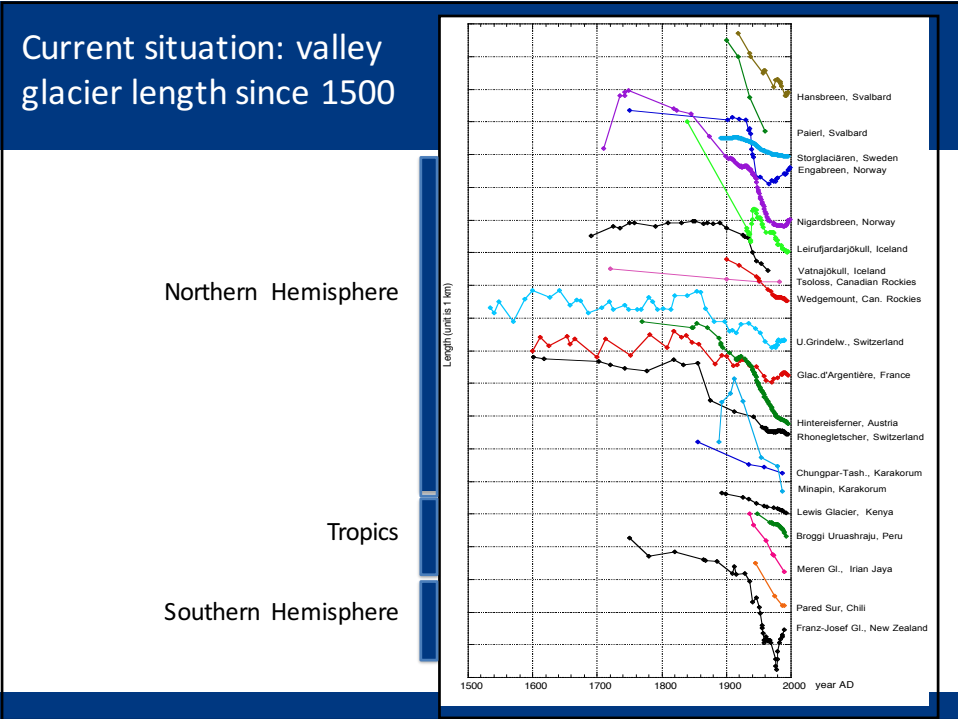 Current situation: valley
glacier length since 1500
Northern Hemisphere
Tropics
Southern Hemisphere
Length (unit is 1 km)
Hansbreen, Svalbard
Paierl, Svalbard
Storglaciären, Sweden
Engabreen, Norway
Nigardsbreen, Norway
Leirufjardarjökull, Iceland
Vatnajökull, Iceland
Tsoloss, Canadian Rockies
Wedgemount, Can. Rockies
U.Grindelw., Switzerland
Glac.d'Argentière, France
Hintereisferner, Austria
Rhonegletscher, Switzerland
Chungpar-Tash., Karakorum
Minapin, Karakorum
Lewis Glacier, Kenya
Broggi Uruashraju, Peru
Meren Gl., Irian Jaya
Pared Sur, Chili
Franz-Josef Gl., New Zealand
1500 1600 1700 1800 1900 2000 year AD